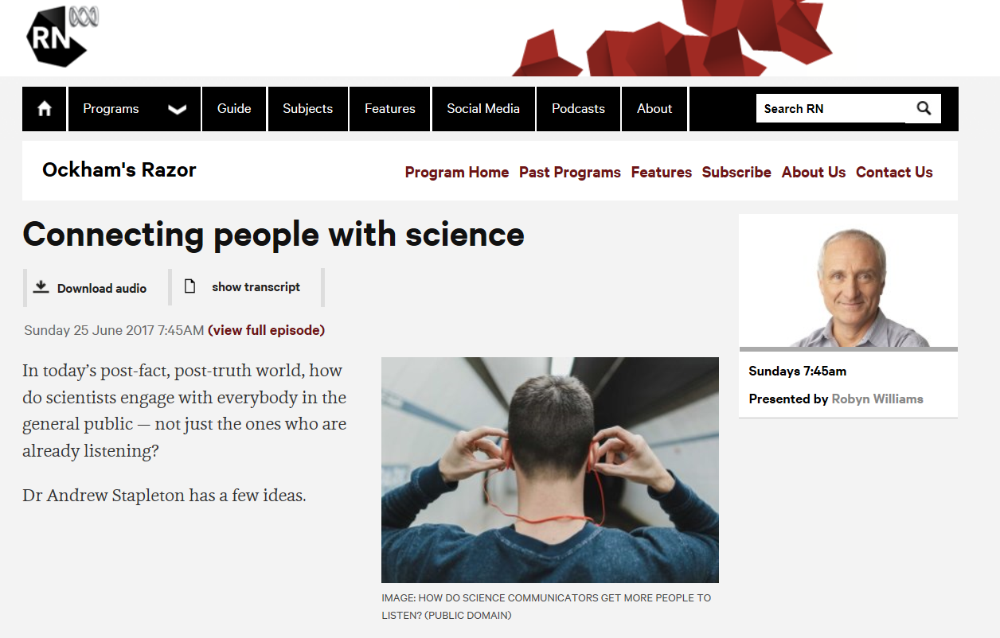 RN
Programs
Guide
Subjects
Features
Social Media
Podcasts
About
Search RN
Ockham's Razor
Program Home
Past Programs
Features
Subscribe
About Us
Contact Us
Connecting people with science
Download audio
show transcript
Sunday 25 June 2017 7:45AM (view full episode)
In today’s post-fact, post-truth world, how
do scientists engage with everybody in the
general public — not just the ones who are
already listening?
Dr Andrew Stapleton has a few ideas.
IMAGE: HOW DO SCIENCE COMMUNICATORS GET MORE PEOPLE TO
LISTEN? (PUBLIC DOMAIN)
Sundays 7:45am
Presented by Robyn Williams